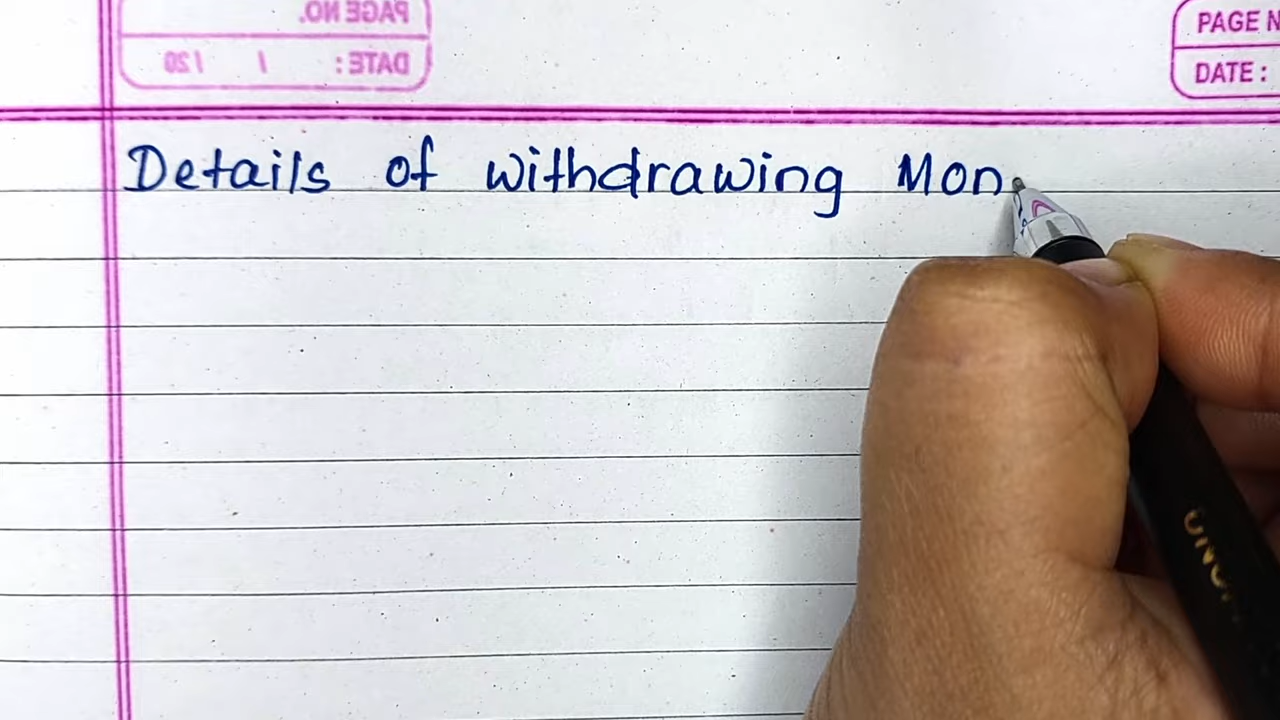 PAGE NO.
DATE: / /20
PAGE N
DATE:
Details of withdrawing Mon